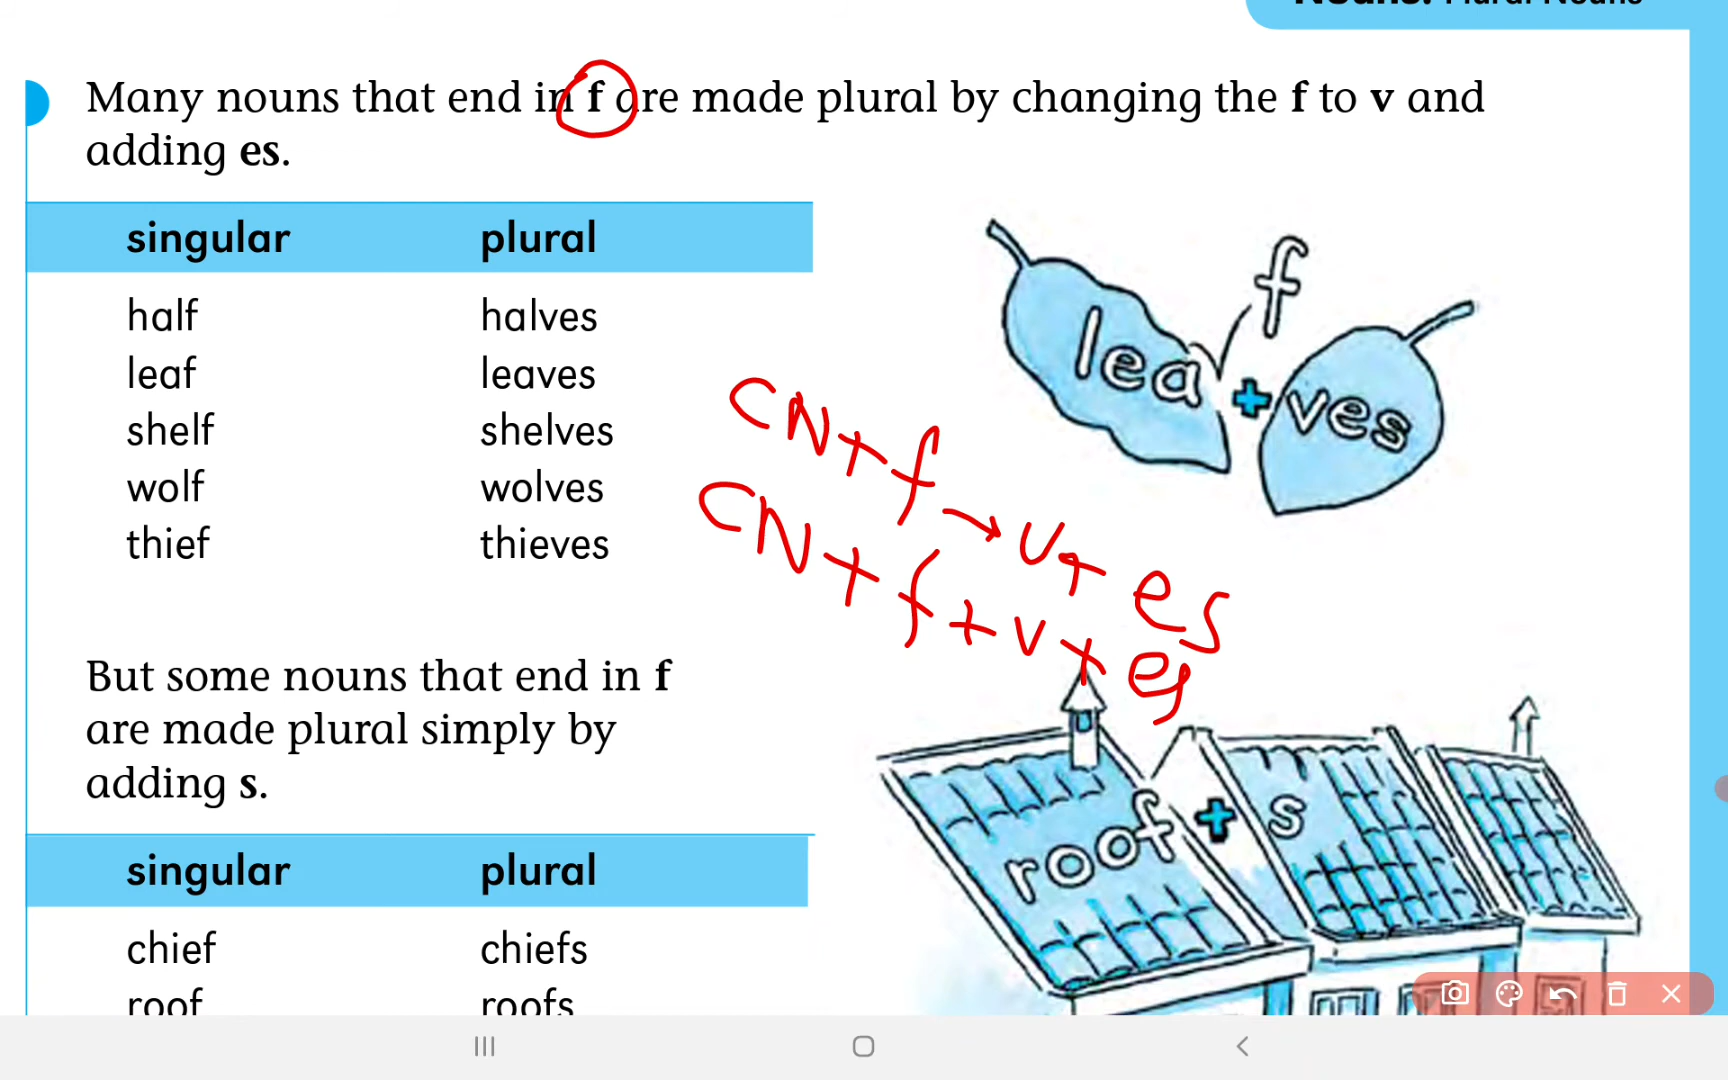 Nouns: Plural Nouns
Many nouns that end in f are made plural by changing the f to v and
adding es.
singular plural
half halves
leaf leaves
shelf shelves
wolf wolves
thief thieves
f
lea + ves
CN + f → v + es
CN + f + v + es
But some nouns that end in f
are made plural simply by
adding s.
roof + s
singular plural
chief chiefs
roof roofs